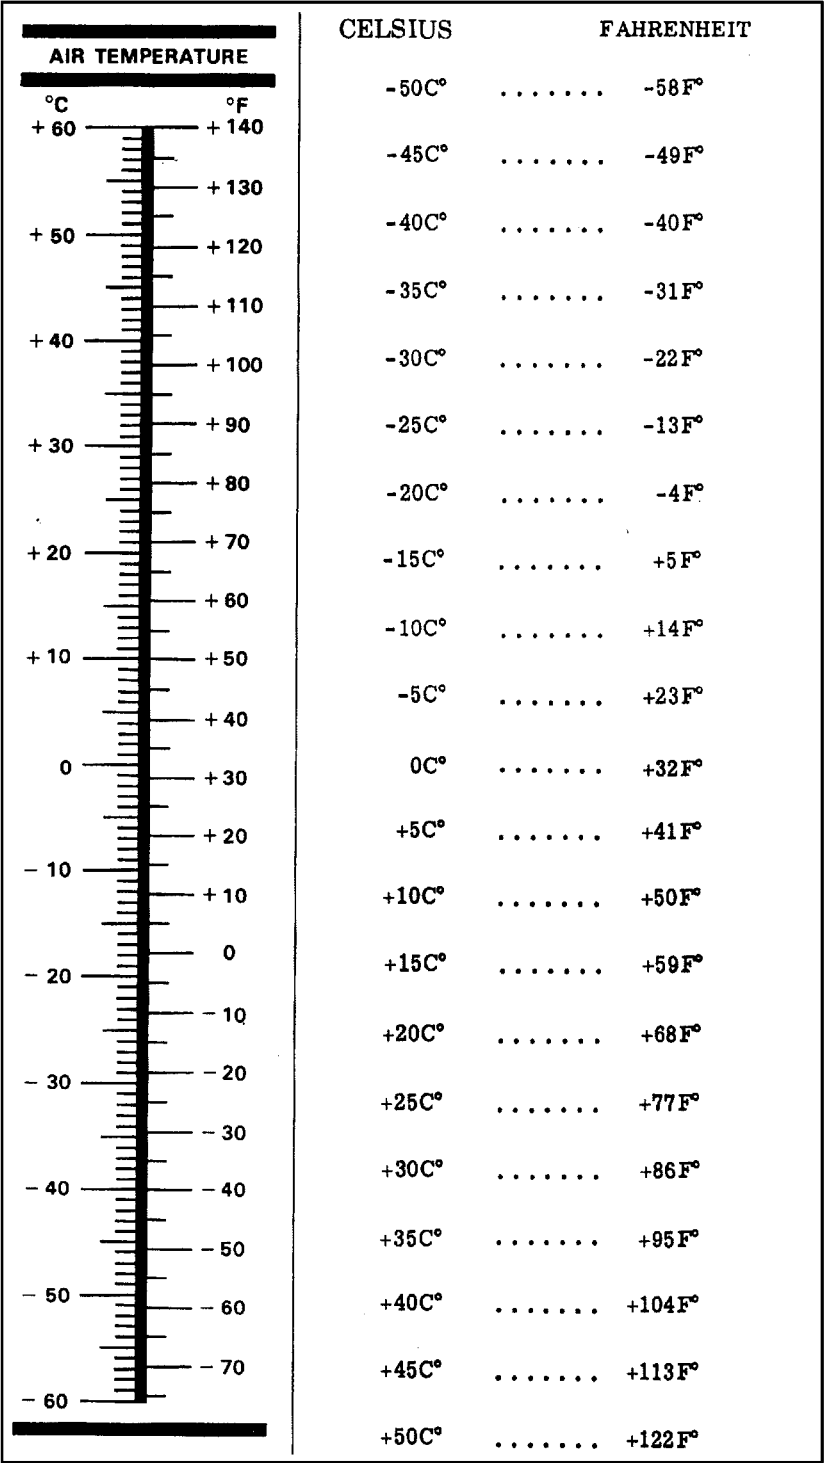 AIR TEMPERATURE
°C °F
+ 60 + 140
+ 130
+ 50
+ 120
+ 110
+ 40
+ 100
+ 90
+ 30
+ 80
+ 70
+ 20
+ 60
+ 10 + 50
+ 40
0
+ 30
+ 20
- 10
+ 10
0
- 20
- 10
- 30 - 20
- 30
- 40 - 40
- 50
- 50
- 60
- 70
- 60
CELSIUS FAHRENHEIT
-50C° ....... -58F°
-45C° ....... -49F°
-40C° ....... -40F°
-35C° ....... -31F°
-30C° ....... -22F°
-25C° ....... -13F°
-20C° ....... -4F°
-15C° ....... +5F°
-10C° ....... +14F°
-5C° ....... +23F°
0C° ....... +32F°
+5C° ....... +41F°
+10C° ....... +50F°
+15C° ....... +59F°
+20C° ....... +68F°
+25C° ....... +77F°
+30C° ....... +86F°
+35C° ....... +95F°
+40C° ....... +104F°
+45C° ....... +113F°
+50C° ....... +122F°